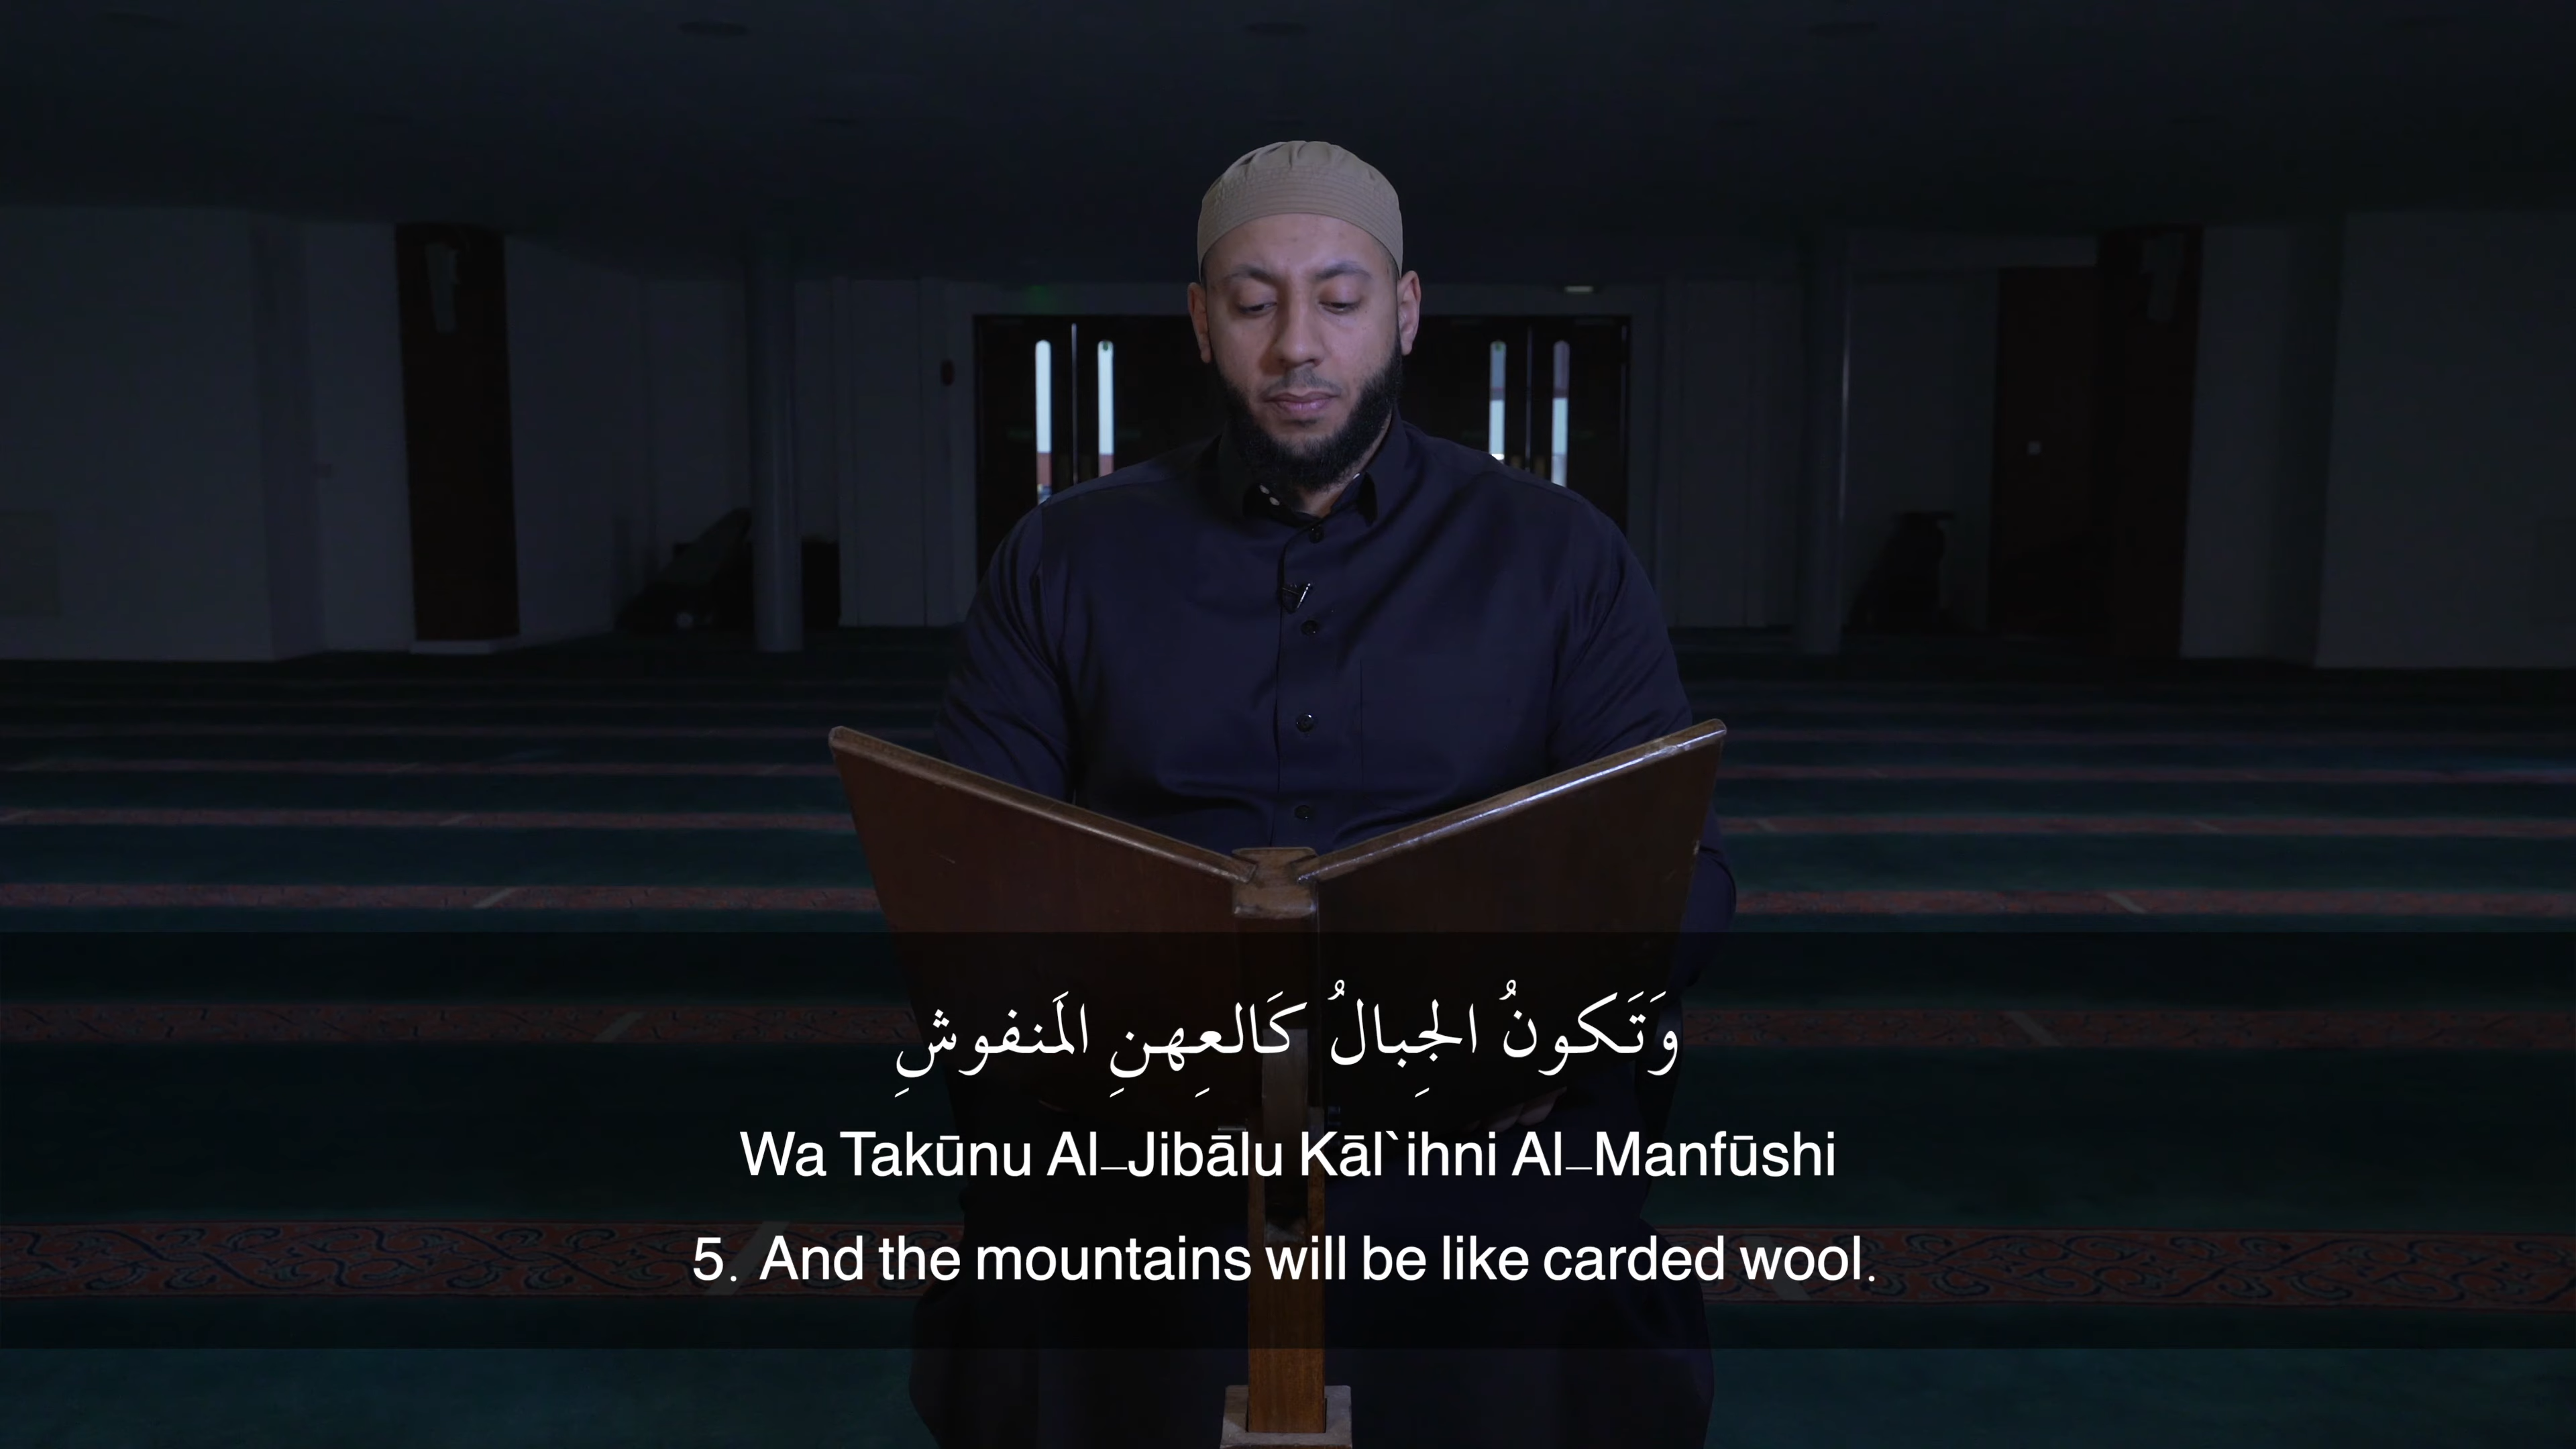 وَتَكونُ الجِبالُ كَالعِهنِ المَنفوشِ
Wa Takūnu Al-Jibālu Kāl`ihni Al-Manfūshi
5. And the mountains will be like carded wool.